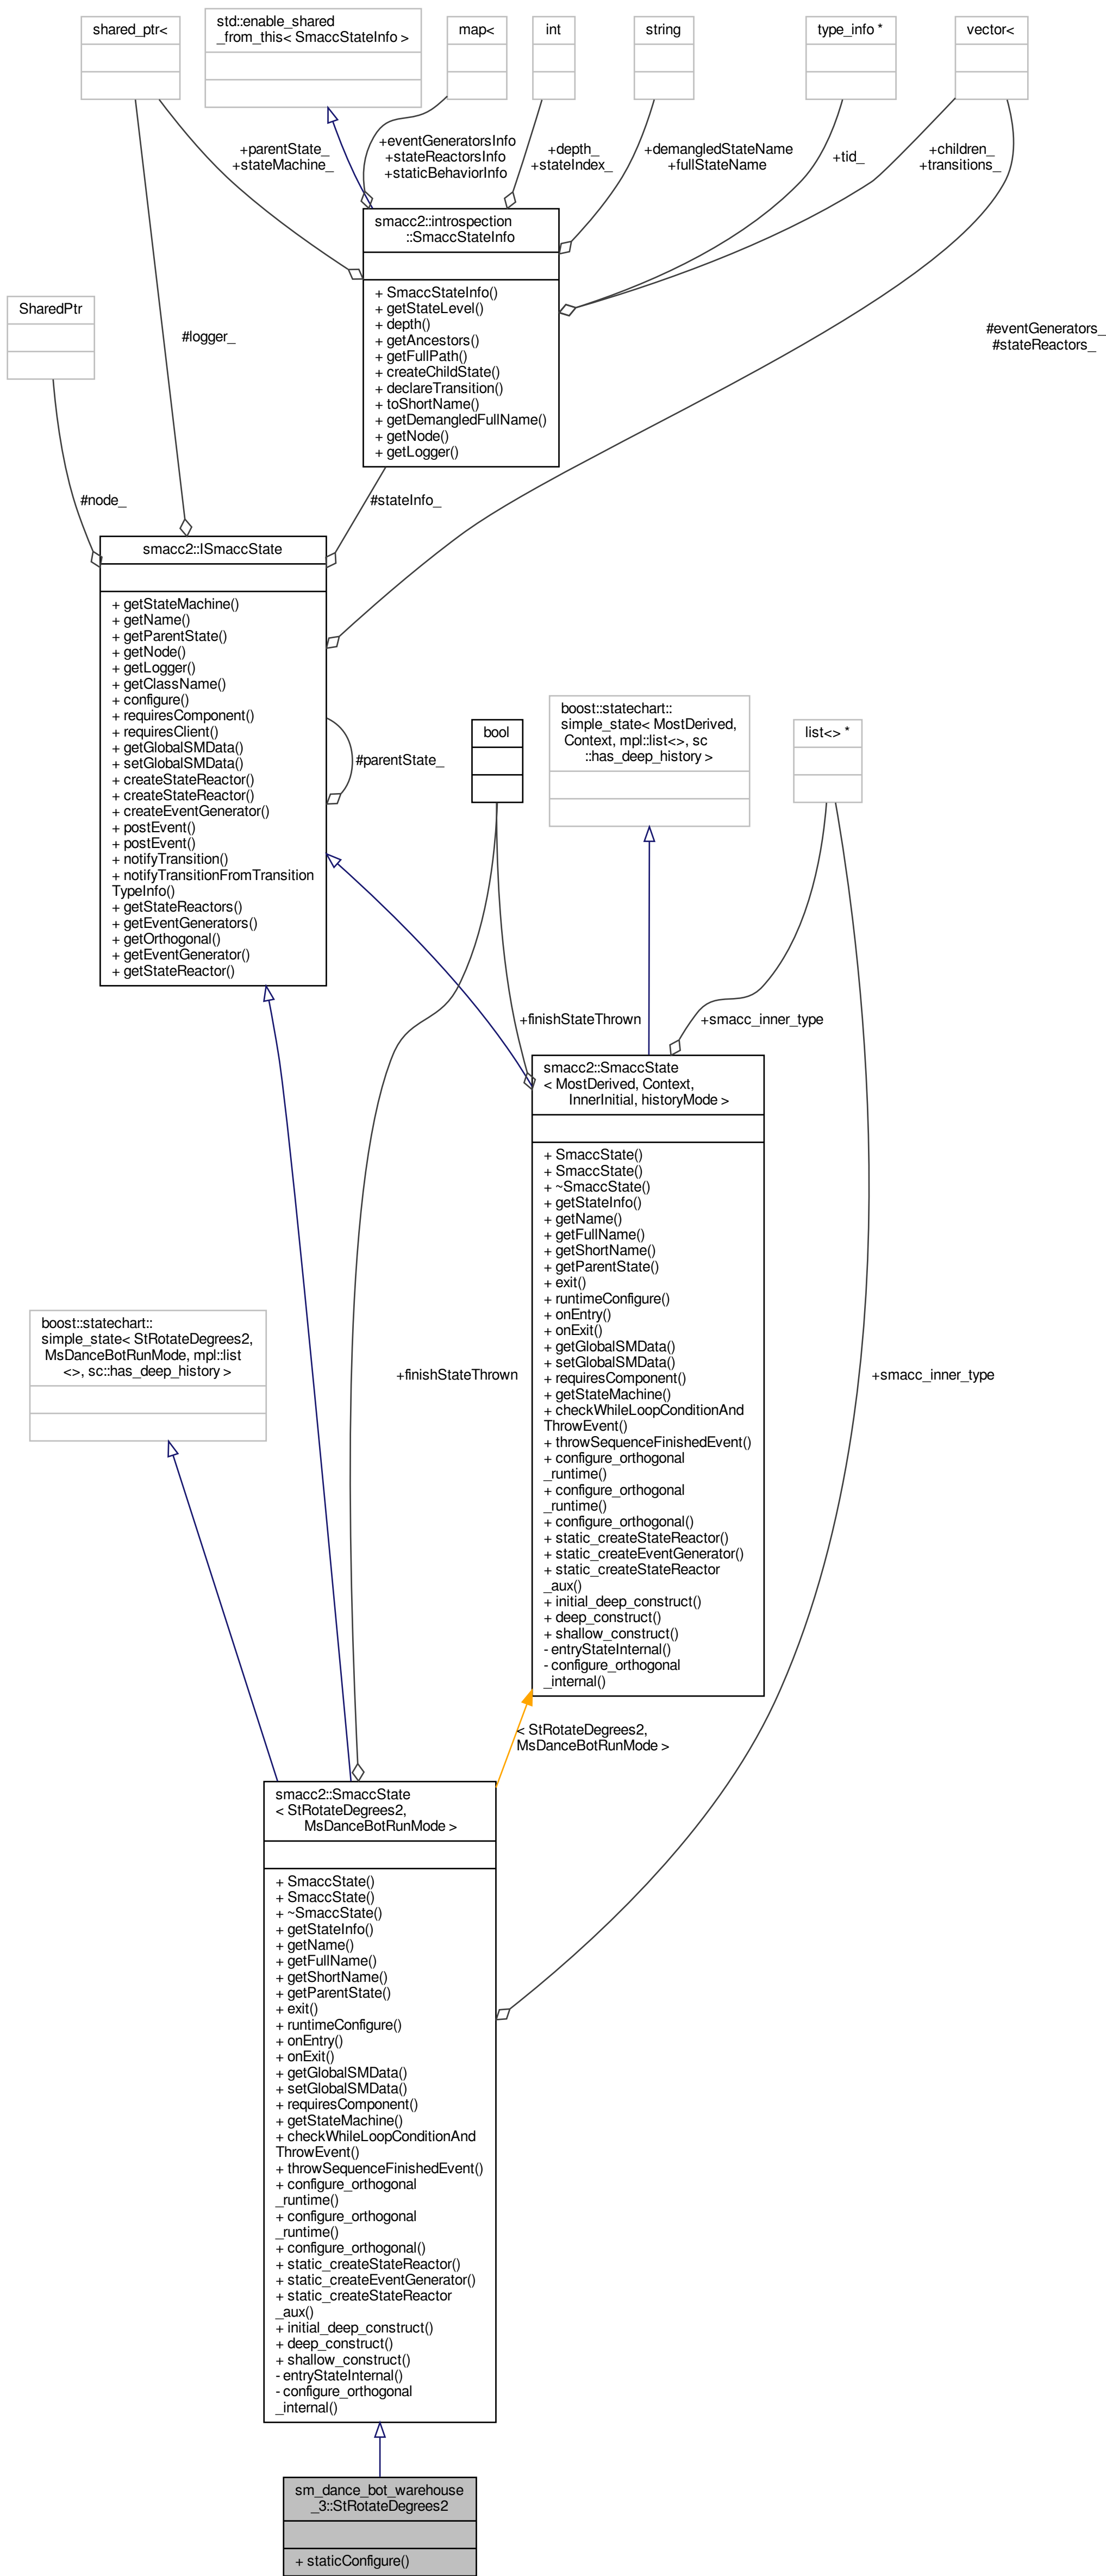 shared_ptr<
std::enable_shared
_from_this< SmaccStateInfo >
map<
int
string
type_info *
vector<
+parentState_
+stateMachine_
+eventGeneratorsInfo
+stateReactorsInfo
+staticBehaviorInfo
+depth_
+stateIndex_
+demangledStateName
+fullStateName
+tid_
+children_
+transitions_
smacc2::introspection
::SmaccStateInfo
+ SmaccStateInfo()
+ getStateLevel()
+ depth()
+ getAncestors()
+ getFullPath()
+ createChildState()
+ declareTransition()
+ toShortName()
+ getDemangledFullName()
+ getNode()
+ getLogger()
SharedPtr
#logger_
#eventGenerators_
#stateReactors_
#node_
#stateInfo_
smacc2::ISmaccState
+ getStateMachine()
+ getName()
+ getParentState()
+ getNode()
+ getLogger()
+ getClassName()
+ configure()
+ requiresComponent()
+ requiresClient()
+ getGlobalSMData()
+ setGlobalSMData()
+ createStateReactor()
+ createStateReactor()
+ createEventGenerator()
+ postEvent()
+ postEvent()
+ notifyTransition()
+ notifyTransitionFromTransition
TypeInfo()
+ getStateReactors()
+ getEventGenerators()
+ getOrthogonal()
+ getEventGenerator()
+ getStateReactor()
#parentState_
bool
boost::statechart::
simple_state< MostDerived,
Context, mpl::list<>, sc
::has_deep_history >
list<> *
+finishStateThrown
+smacc_inner_type
smacc2::SmaccState
< MostDerived, Context,
InnerInitial, historyMode >
+ SmaccState()
+ SmaccState()
+ ~SmaccState()
+ getStateInfo()
+ getName()
+ getFullName()
+ getShortName()
+ getParentState()
+ exit()
+ runtimeConfigure()
+ onEntry()
+ onExit()
+ getGlobalSMData()
+ setGlobalSMData()
+ requiresComponent()
+ getStateMachine()
+ checkWhileLoopConditionAnd
ThrowEvent()
+ throwSequenceFinishedEvent()
+ configure_orthogonal
_runtime()
+ configure_orthogonal
_runtime()
+ configure_orthogonal()
+ static_createStateReactor()
+ static_createEventGenerator()
+ static_createStateReactor
_aux()
+ initial_deep_construct()
+ deep_construct()
+ shallow_construct()
- entryStateInternal()
- configure_orthogonal
_internal()
boost::statechart::
simple_state< StRotateDegrees2,
MsDanceBotRunMode, mpl::list
<>, sc::has_deep_history >
+finishStateThrown
+smacc_inner_type
< StRotateDegrees2,
MsDanceBotRunMode >
smacc2::SmaccState
< StRotateDegrees2,
MsDanceBotRunMode >
+ SmaccState()
+ SmaccState()
+ ~SmaccState()
+ getStateInfo()
+ getName()
+ getFullName()
+ getShortName()
+ getParentState()
+ exit()
+ runtimeConfigure()
+ onEntry()
+ onExit()
+ getGlobalSMData()
+ setGlobalSMData()
+ requiresComponent()
+ getStateMachine()
+ checkWhileLoopConditionAnd
ThrowEvent()
+ throwSequenceFinishedEvent()
+ configure_orthogonal
_runtime()
+ configure_orthogonal
_runtime()
+ configure_orthogonal()
+ static_createStateReactor()
+ static_createEventGenerator()
+ static_createStateReactor
_aux()
+ initial_deep_construct()
+ deep_construct()
+ shallow_construct()
- entryStateInternal()
- configure_orthogonal
_internal()
sm_dance_bot_warehouse
_3::StRotateDegrees2
+ staticConfigure()